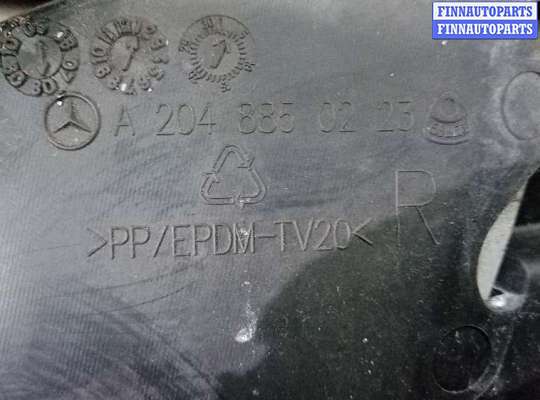 FINNAUTOPARTS
FINNAUTOPARTS
A 204 885 02 23
R
>PP/EPDM-TV20<